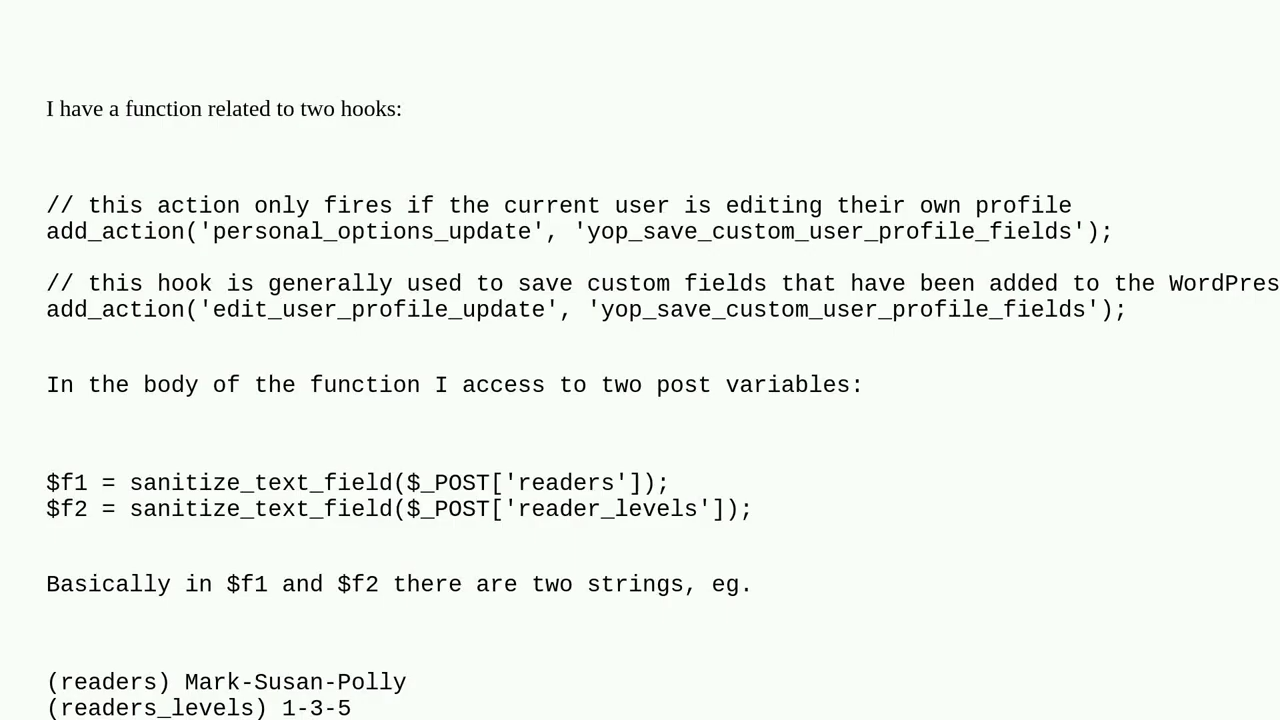 I have a function related to two hooks:
// this action only fires if the current user is editing their own profile
add_action('personal_options_update', 'yop_save_custom_user_profile_fields');
// this hook is generally used to save custom fields that have been added to the WordPres
add_action('edit_user_profile_update', 'yop_save_custom_user_profile_fields');
In the body of the function I access to two post variables:
$f1 = sanitize_text_field($_POST['readers']);
$f2 = sanitize_text_field($_POST['reader_levels']);
Basically in $f1 and $f2 there are two strings, eg.
(readers) Mark-Susan-Polly
(readers_levels) 1-3-5